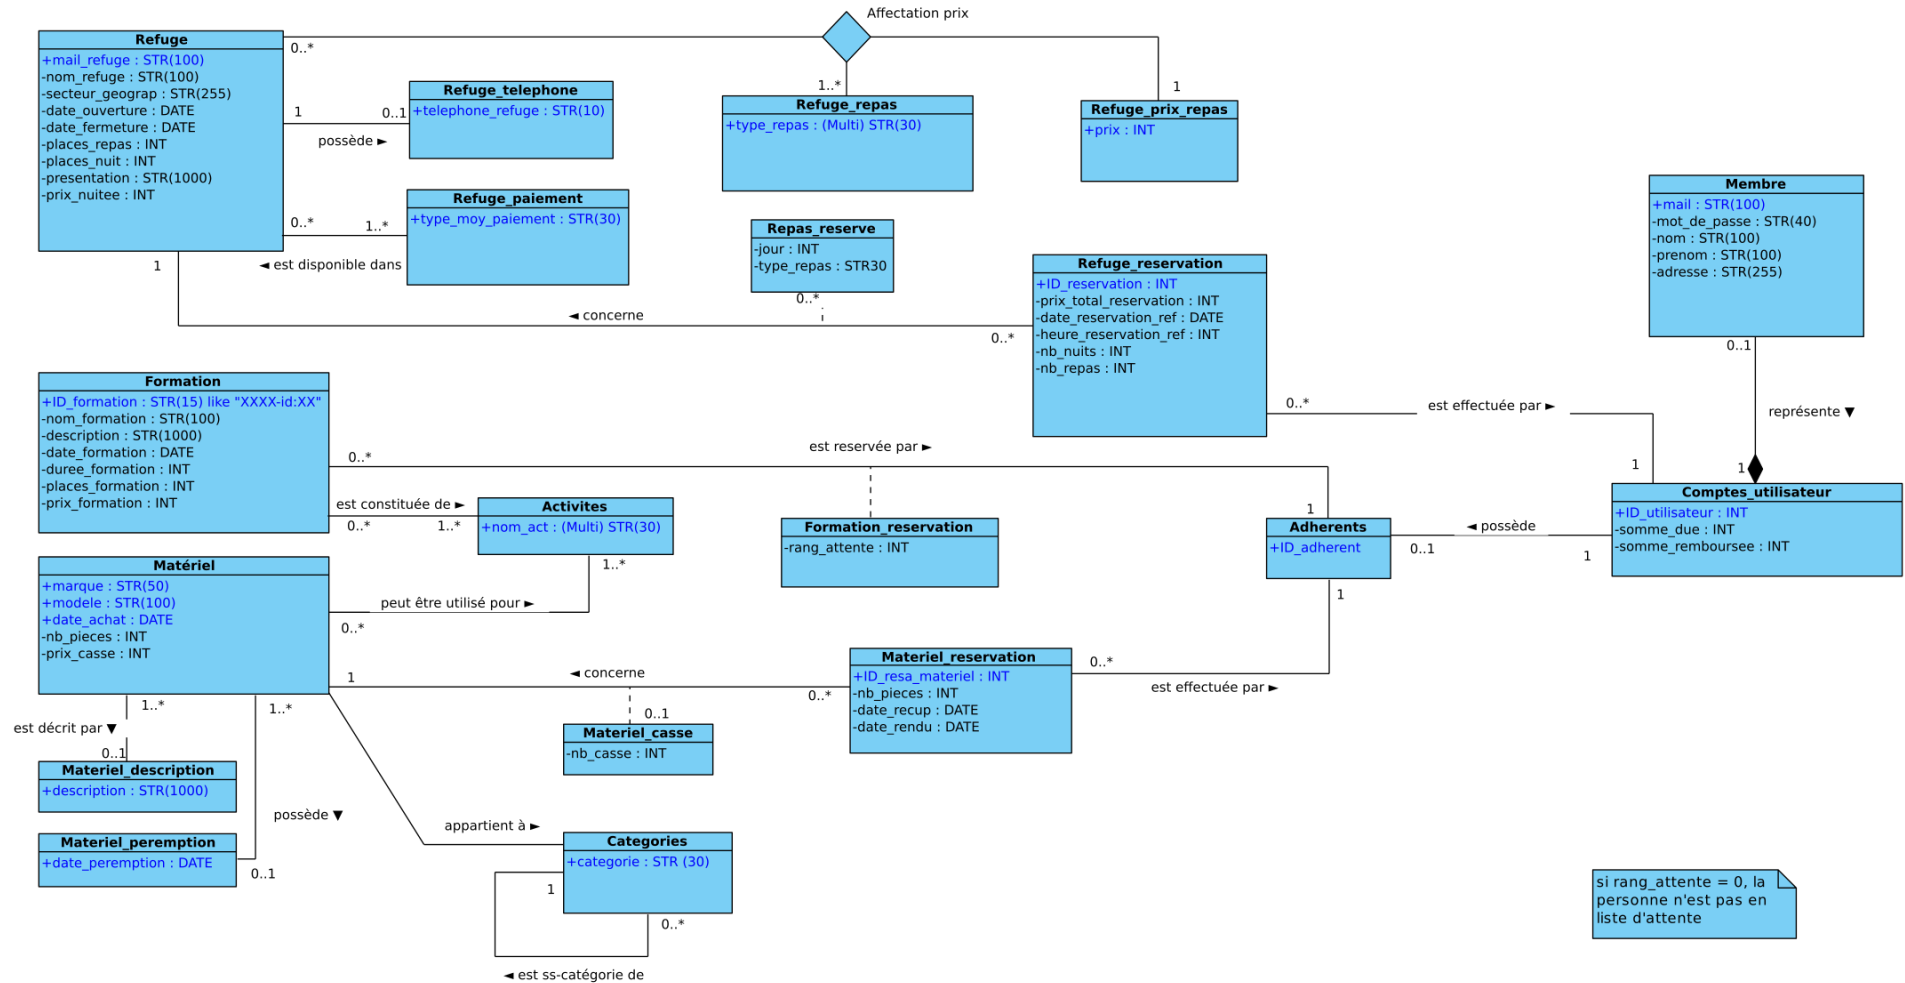 Affectation prix
Refuge
+mail_refuge : STR(100)
-nom_refuge : STR(100)
-secteur_geograp : STR(255)
-date_ouverture : DATE
-date_fermeture : DATE
-places_repas : INT
-places_nuit : INT
-presentation : STR(1000)
-prix_nuitee : INT
0..*
1..*
1
Refuge_telephone
+telephone_refuge : STR(10)
1
0..1
possède ►
Refuge_repas
+type_repas : (Multi) STR(30)
Refuge_prix_repas
+prix : INT
Refuge_paiement
+type_moy_paiement : STR(30)
0..*
1..*
◄ est disponible dans
Repas_reserve
-jour : INT
-type_repas : STR30
0..*
1
◄ concerne
0..*
Refuge_reservation
+ID_reservation : INT
-prix_total_reservation : INT
-date_reservation_ref : DATE
-heure_reservation_ref : INT
-nb_nuits : INT
-nb_repas : INT
Membre
+mail : STR(100)
-mot_de_passe : STR(40)
-nom : STR(100)
-prenom : STR(100)
-adresse : STR(255)
0..1
représente ▼
1
0..*
est effectuée par ►
1
Formation
+ID_formation : STR(15) like "XXXX-id:XX"
-nom_formation : STR(100)
-description : STR(1000)
-date_formation : DATE
-duree_formation : INT
-places_formation : INT
-prix_formation : INT
0..*
est reservée par ►
1
est constituée de ►
0..*
1..*
Activites
+nom_act : (Multi) STR(30)
1..*
Formation_reservation
-rang_attente : INT
Adherents
+ID_adherent
0..1
◄ possède
1
Comptes_utilisateur
+ID_utilisateur : INT
-somme_due : INT
-somme_remboursee : INT
Matériel
+marque : STR(50)
+modele : STR(100)
+date_achat : DATE
-nb_pieces : INT
-prix_casse : INT
peut être utilisé pour ►
0..*
1
◄ concerne
0..*
Materiel_reservation
+ID_resa_materiel : INT
-nb_pieces : INT
-date_recup : DATE
-date_rendu : DATE
0..*
est effectuée par ►
1
0..1
Materiel_casse
-nb_casse : INT
1..*
est décrit par ▼
0..1
Materiel_description
+description : STR(1000)
1..*
possède ▼
0..1
Materiel_peremption
+date_peremption : DATE
appartient à ►
Categories
+categorie : STR (30)
1
0..*
◄ est ss-catégorie de
si rang_attente = 0, la
personne n'est pas en
liste d'attente